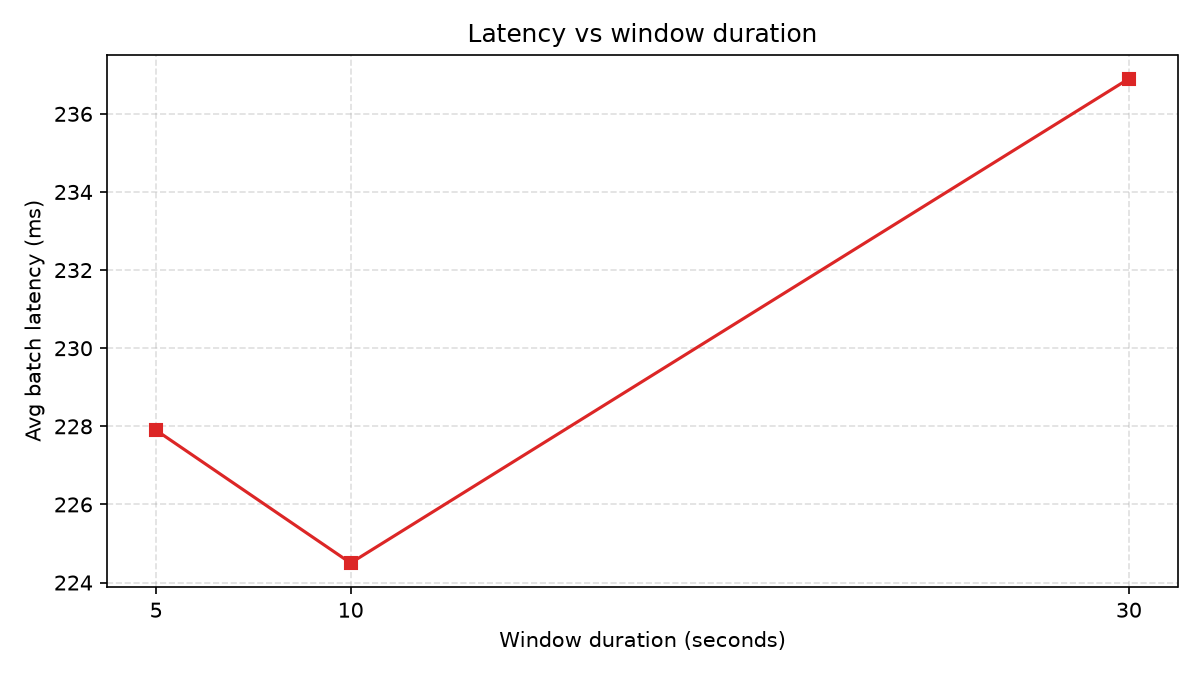 Latency vs window duration
Avg batch latency (ms)
236
234
232
230
228
226
224
5 10 30
Window duration (seconds)